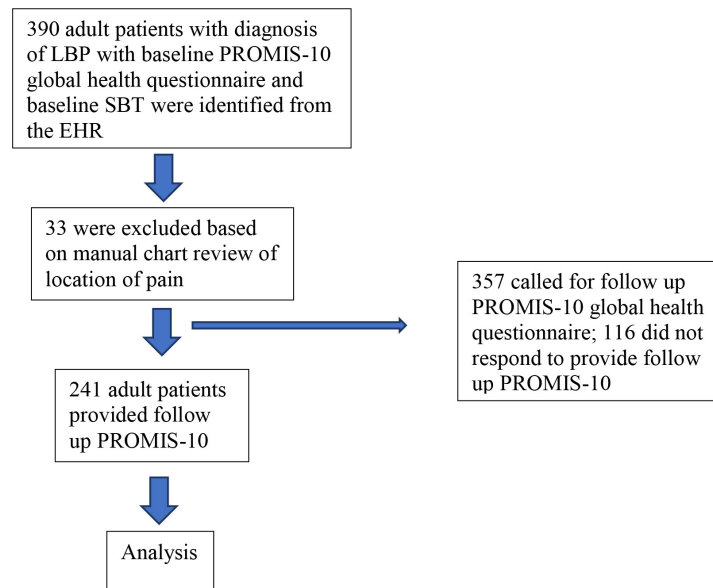 390 adult patients with diagnosis
of LBP with baseline PROMIS-10
global health questionnaire and
baseline SBT were identified from
the EHR
33 were excluded based
on manual chart review of
location of pain
357 called for follow up
PROMIS-10 global health
questionnaire; 116 did not
respond to provide follow
up PROMIS-10
241 adult patients
provided follow
up PROMIS-10
Analysis